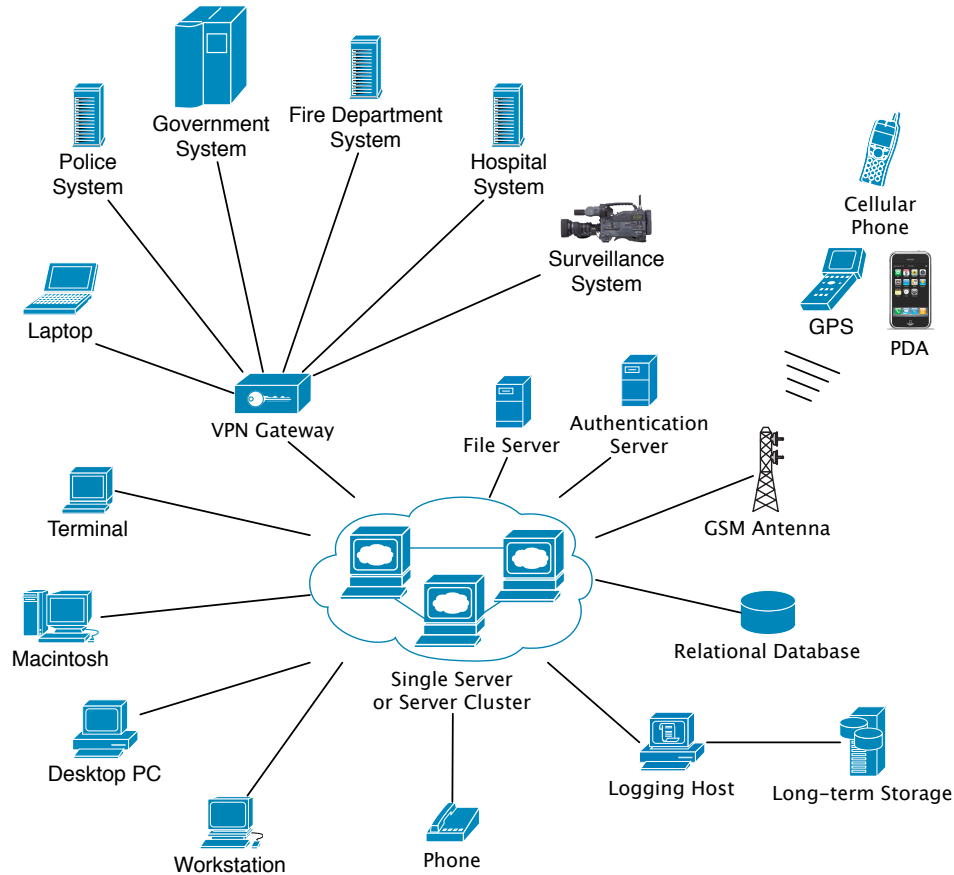 Police
System
Government
System
Fire Department
System
Hospital
System
Cellular
Phone
Surveillance
System
Laptop
GPS
PDA
VPN Gateway
File Server
Authentication
Server
Terminal
GSM Antenna
Macintosh
Relational Database
Single Server
or Server Cluster
Desktop PC
Logging Host
Long-term Storage
Workstation
Phone